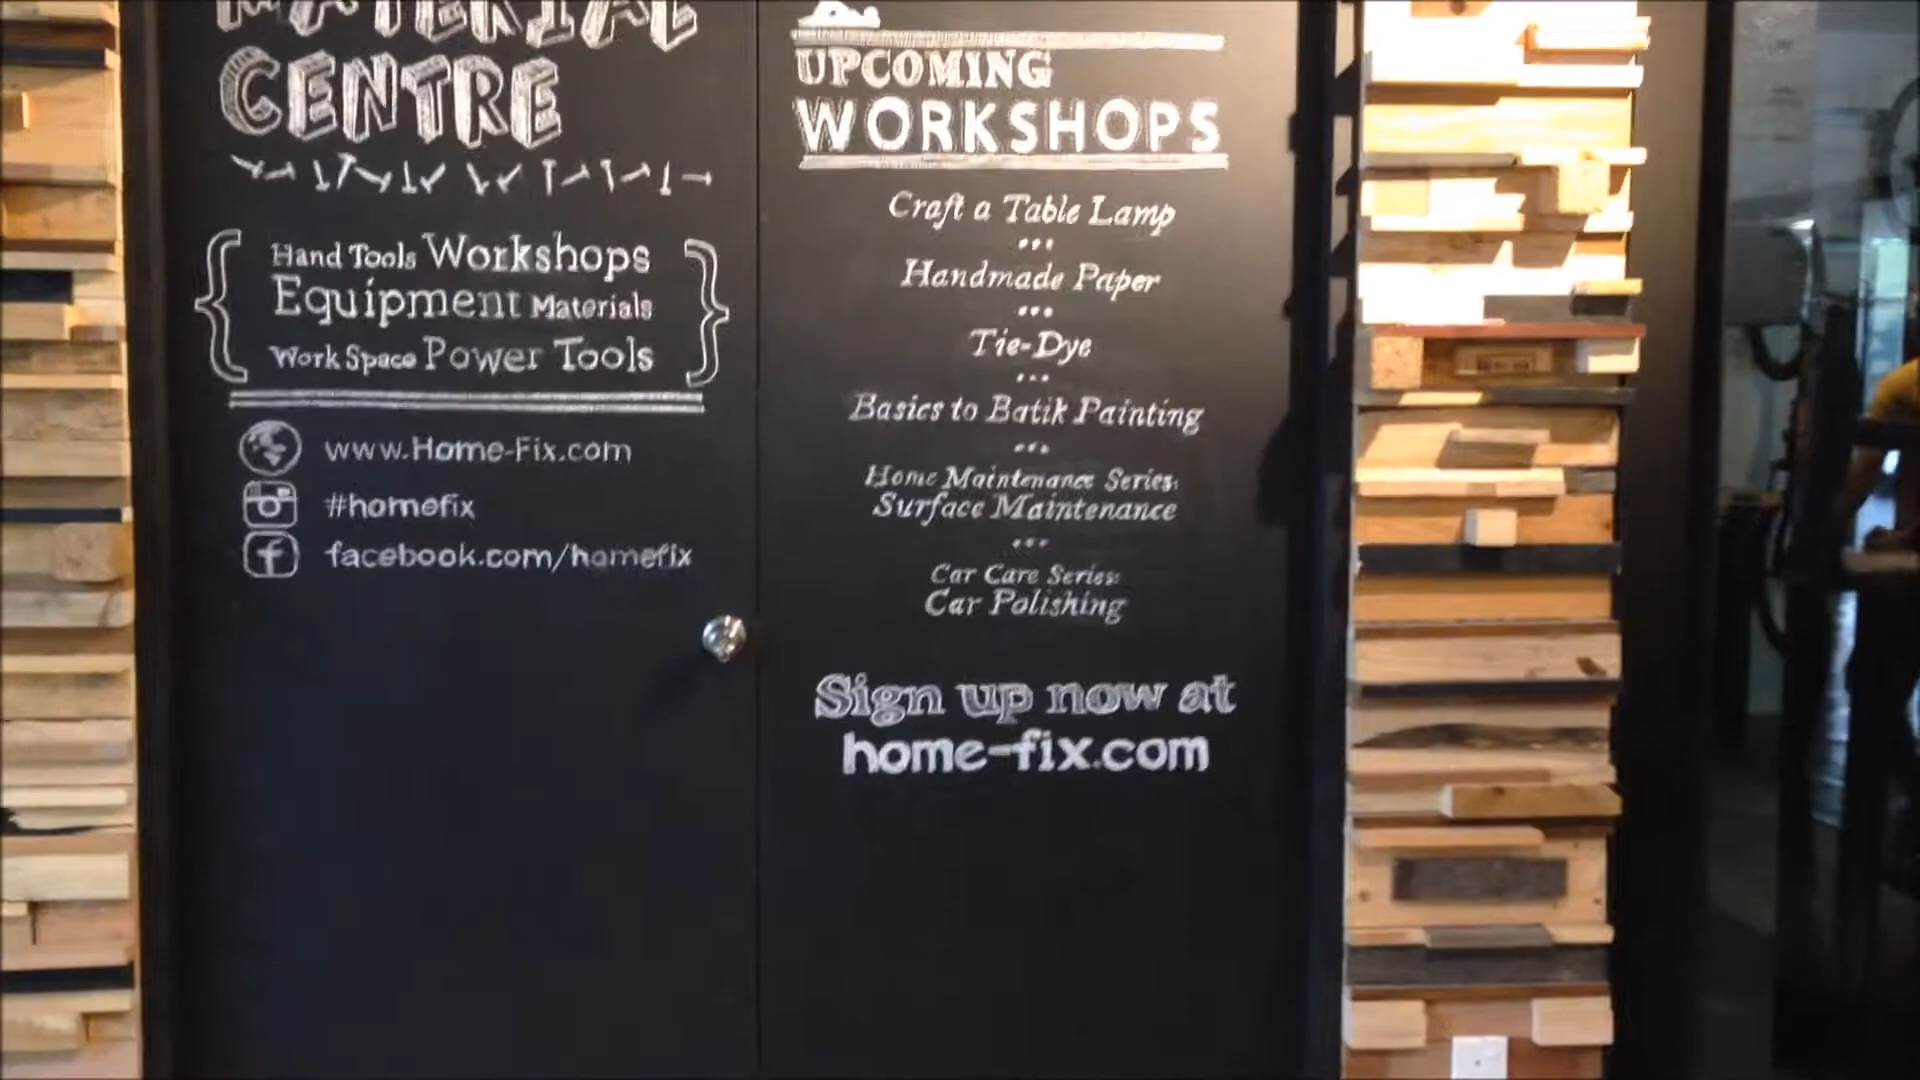 MATERIAL
CENTRE
Hand Tools Workshops
Equipment Materials
Work Space Power Tools
www.Home-Fix.com
#homefix
facebook.com/homefix
UPCOMING
WORKSHOPS
Craft a Table Lamp
Handmade Paper
Tie-Dye
Basics to Batik Painting
Home Maintenance Series:
Surface Maintenance
Car Care Series:
Car Polishing
Sign up now at
home-fix.com